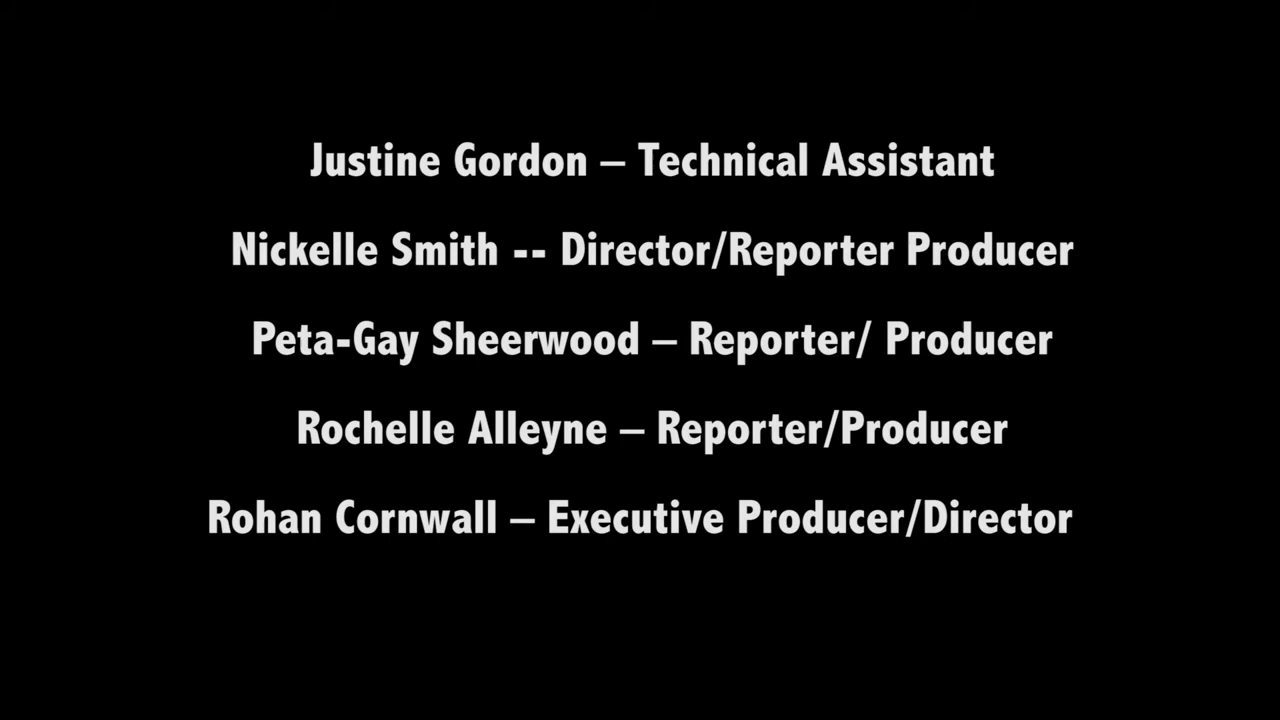 Justine Gordon – Technical Assistant
Nickelle Smith -- Director/Reporter Producer
Peta-Gay Sheerwood – Reporter/ Producer
Rochelle Alleyne – Reporter/Producer
Rohan Cornwall – Executive Producer/Director